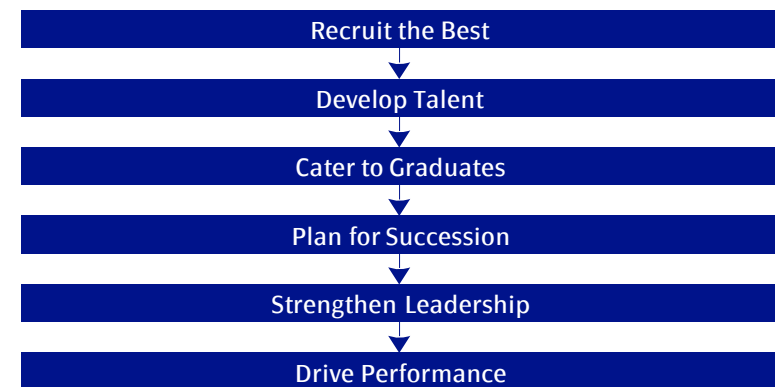 Recruit the Best
Develop Talent
Cater to Graduates
Plan for Succession
Strengthen Leadership
Drive Performance